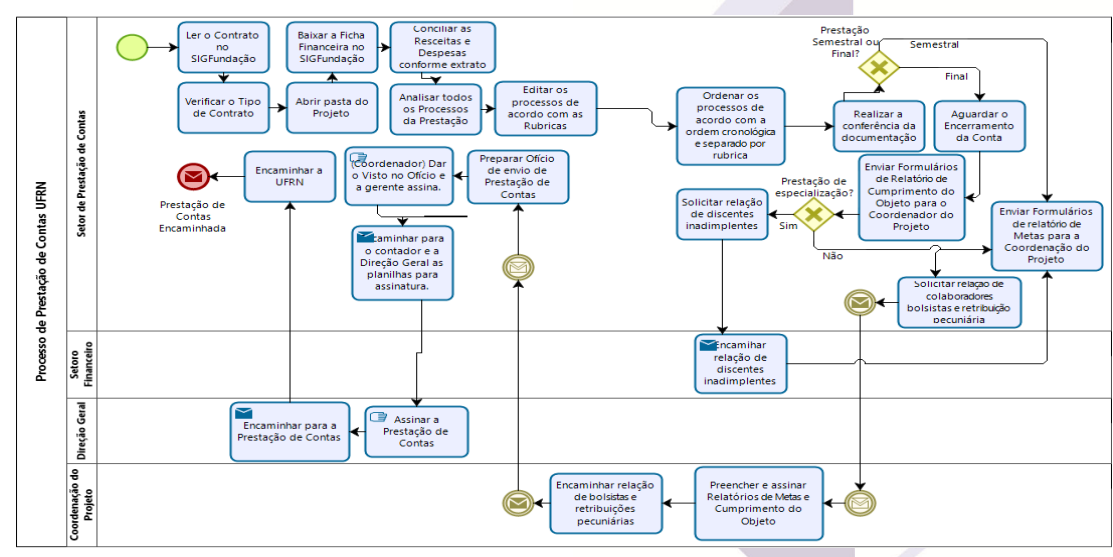 Processo de Prestação de Contas UFRN
Setor de Prestação de Contas
Ler o Contrato
no
SIGFundação
Verificar o Tipo
de Contrato
Baixar a Ficha
Financeira no
SIGFundação
Abrir pasta do
Projeto
Conciliar as
Resceitas e
Despesas
conforme extrato
Analisar todos
os Processos
da Prestação
Editar os
processos de
acordo com as
Rubricas
Ordenar os
processos de
acordo com a
ordem cronológica
e separado por
rubrica
Realizar a
conferência da
documentação
Prestação
Semestral ou
Final?
Semestral
Final
Aguardar o
Encerramento
da Conta
Enviar Formulários
de Relatório de
Cumprimento do
Objeto para o
Coordenador do
Projeto
Prestação de
especialização?
Sim
Não
Solicitar relação
de discentes
inadimplentes
Enviar Formulários
de relatório de
Metas para a
Coordenação do
Projeto
Solicitar relação de
colaboradores
bolsistas e retribuição
pecuniária
Preparar Ofício
de envio de
Prestação de
Contas
(Coordenador) Dar
o Visto no Ofício e
a gerente assina.
Encaminhar a
UFRN
Prestação de
Contas
Encaminhada
caminhar para
o contador e a
Direção Geral as
planilhas para
assinatura.
Setoro
Financeiro
Encamihar
relação de
discentes
inadimplentes
Direção Geral
Encaminhar para a
Prestação de Contas
Assinar a
Prestação de
Contas
Coordenação do
Projeto
Encaminhar relação
de bolsistas e
retribuições
pecuniárias
Preencher e assinar
Relatórios de Metas e
Cumprimento do
Objeto